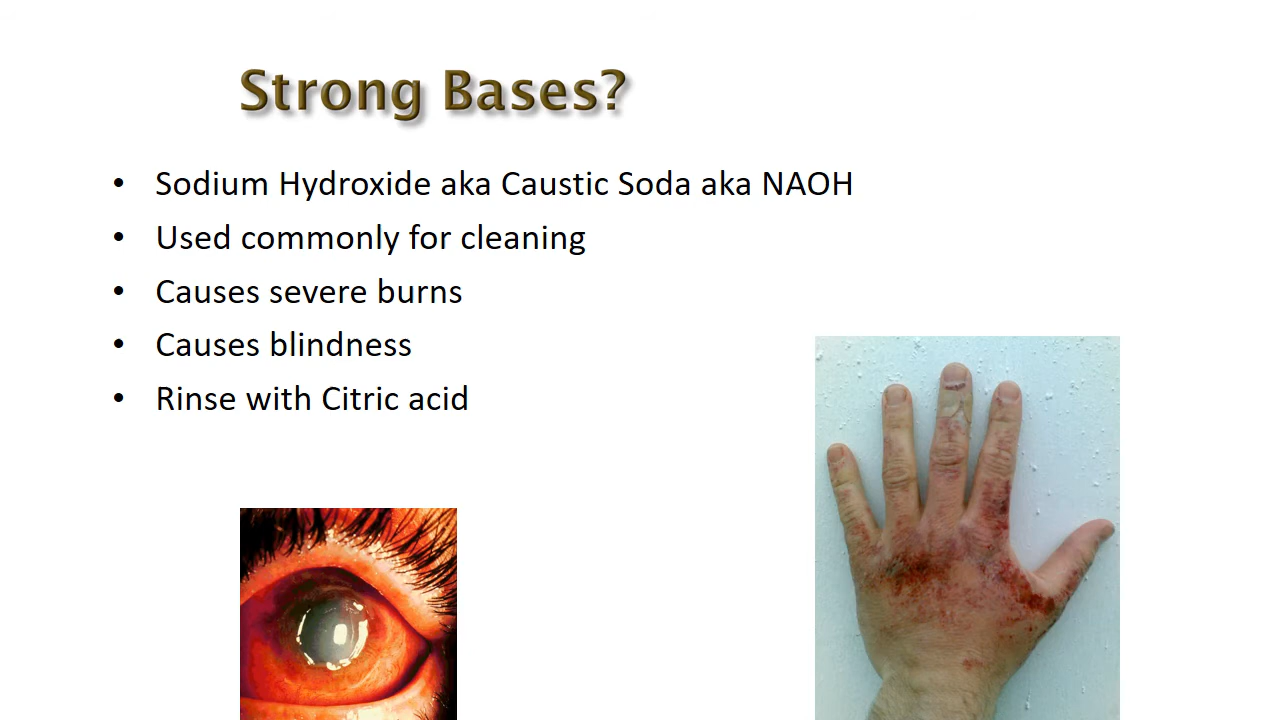 Strong Bases?
• Sodium Hydroxide aka Caustic Soda aka NAOH
• Used commonly for cleaning
• Causes severe burns
• Causes blindness
• Rinse with Citric acid